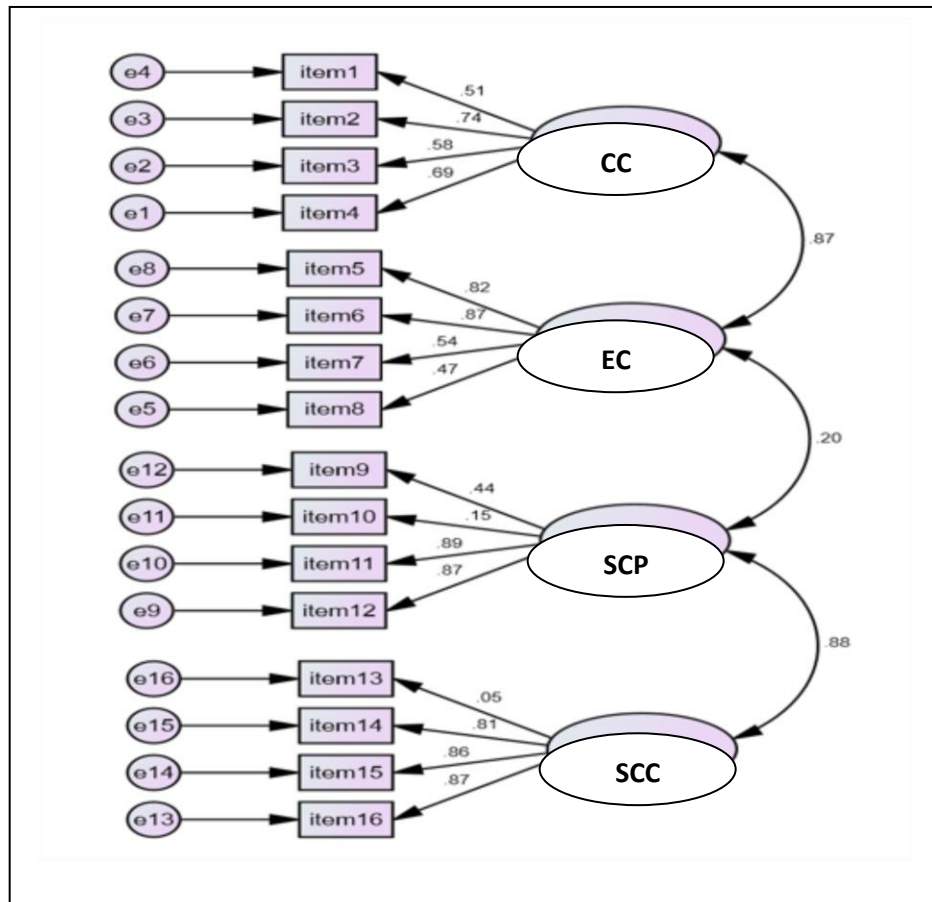 e4 item1 .51
e3 item2 .74
CC
e2 item3 .58
e1 item4 .69
.87
e8 item5 .82
e7 item6 .87
EC
e6 item7 .54
e5 item8 .47
.20
e12 item9 .44
e11 item10 .15
SCP
e10 item11 .89
e9 item12 .87
.88
e16 item13 .05
e15 item14 .81
SCC
e14 item15 .86
e13 item16 .87